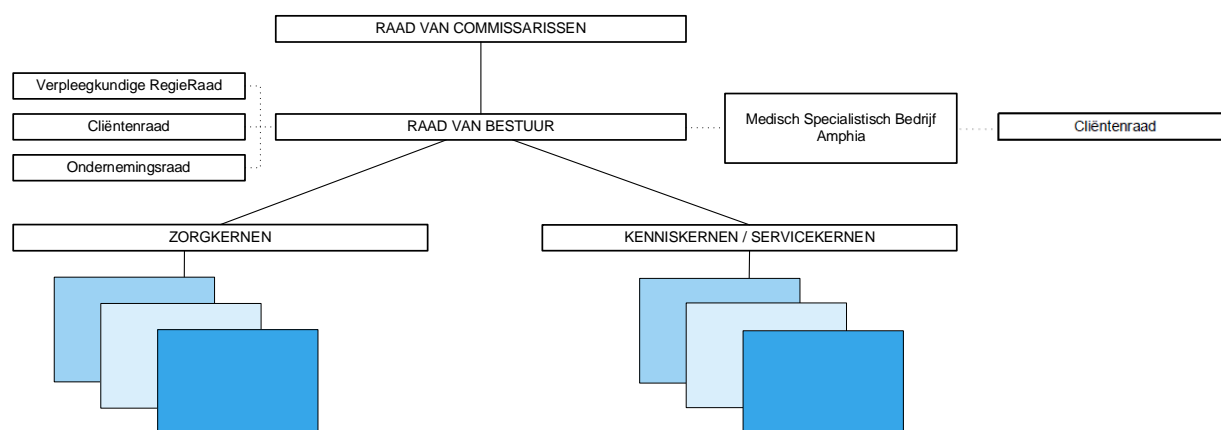 RAAD VAN COMMISSARISSEN
Verpleegkundige RegieRaad
Cliëntenraad
Ondernemingsraad
RAAD VAN BESTUUR
Medisch Specialistisch Bedrijf
Amphia
Cliëntenraad
ZORGKERNEN
KENNISKERNEN / SERVICEKERNEN